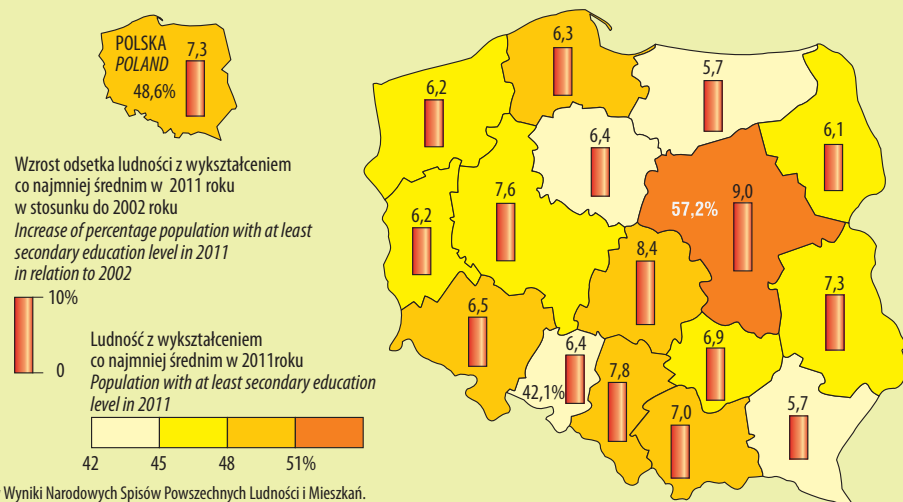 POLSKA
POLAND
7,3
48,6%
Wzrost odsetka ludności z wykształceniem
co najmniej średnim w 2011 roku
w stosunku do 2002 roku
Increase of percentage population with at least
secondary education level in 2011
in relation to 2002
10%
0
Ludność z wykształceniem
co najmniej średnim w 2011roku
Population with at least secondary education
level in 2011
42 45 48 51%
Wyniki Narodowych Spisów Powszechnych Ludności i Mieszkań.
6,3
5,7
6,2
6,4
6,1
7,6
9,0
57,2%
6,2
8,4
7,3
6,5
6,4
42,1%
6,9
7,8
7,0
5,7